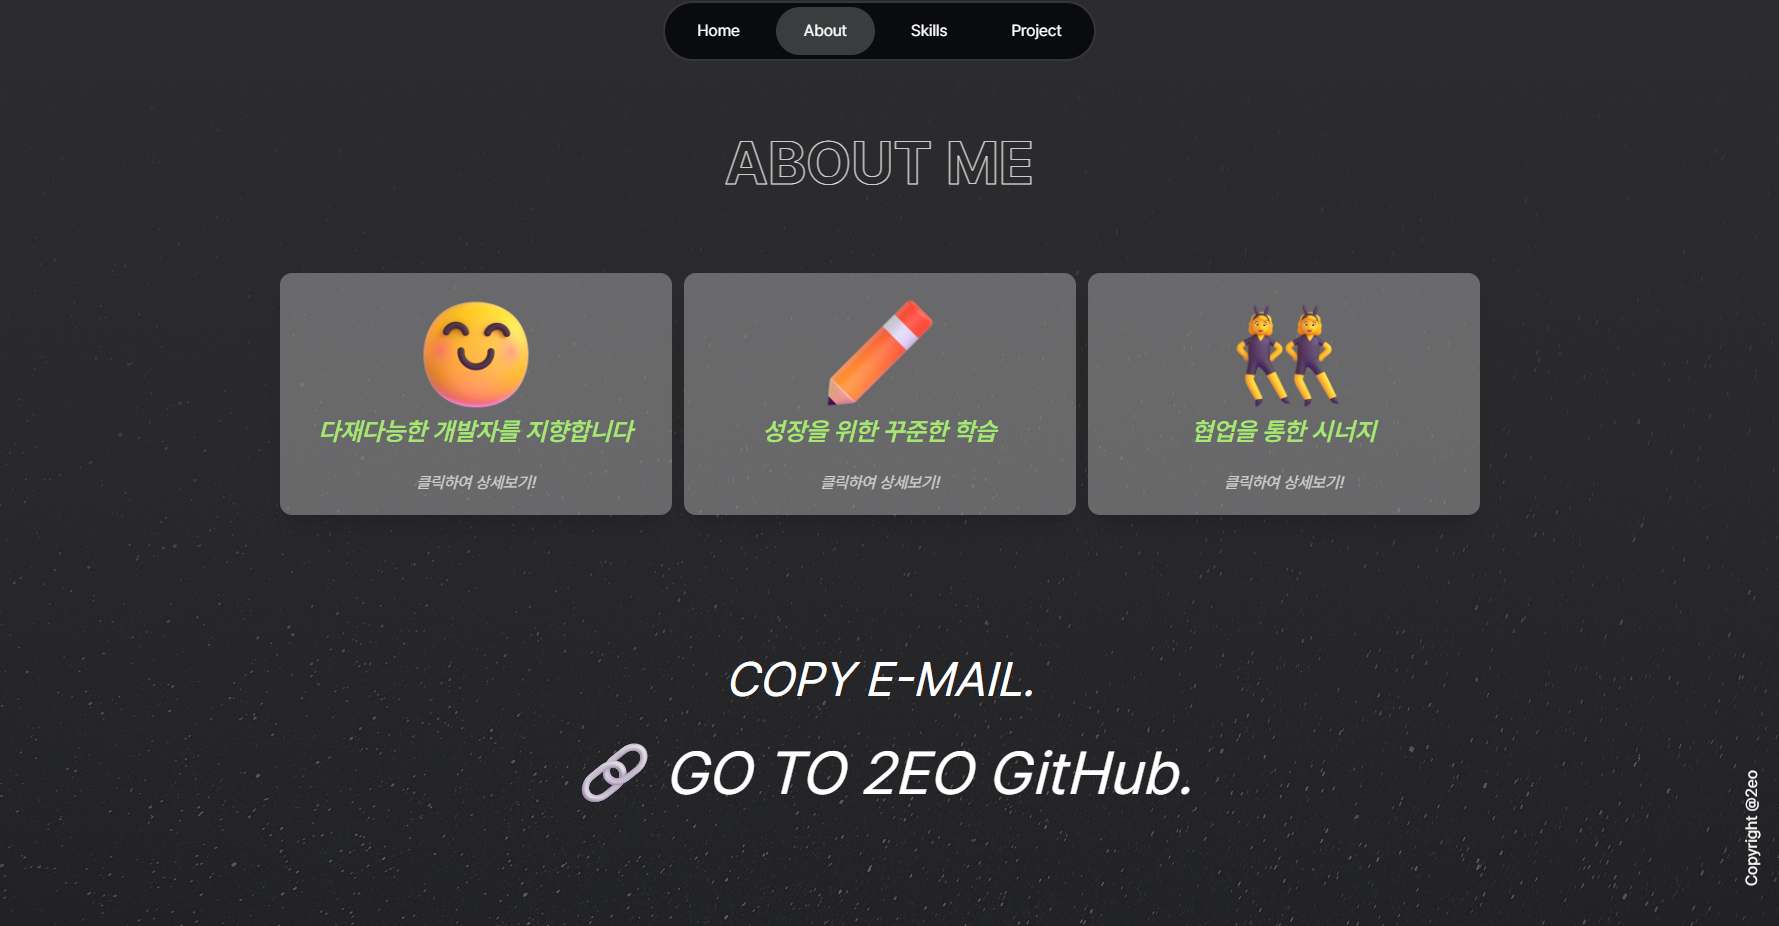 Home About Skills Project
ABOUT ME
다재다능한 개발자를 지향합니다
클릭하여 상세보기!
성장을 위한 꾸준한 학습
클릭하여 상세보기!
협업을 통한 시너지
클릭하여 상세보기!
COPY E-MAIL.
GO TO 2EO GitHub.
Copyright @2eo